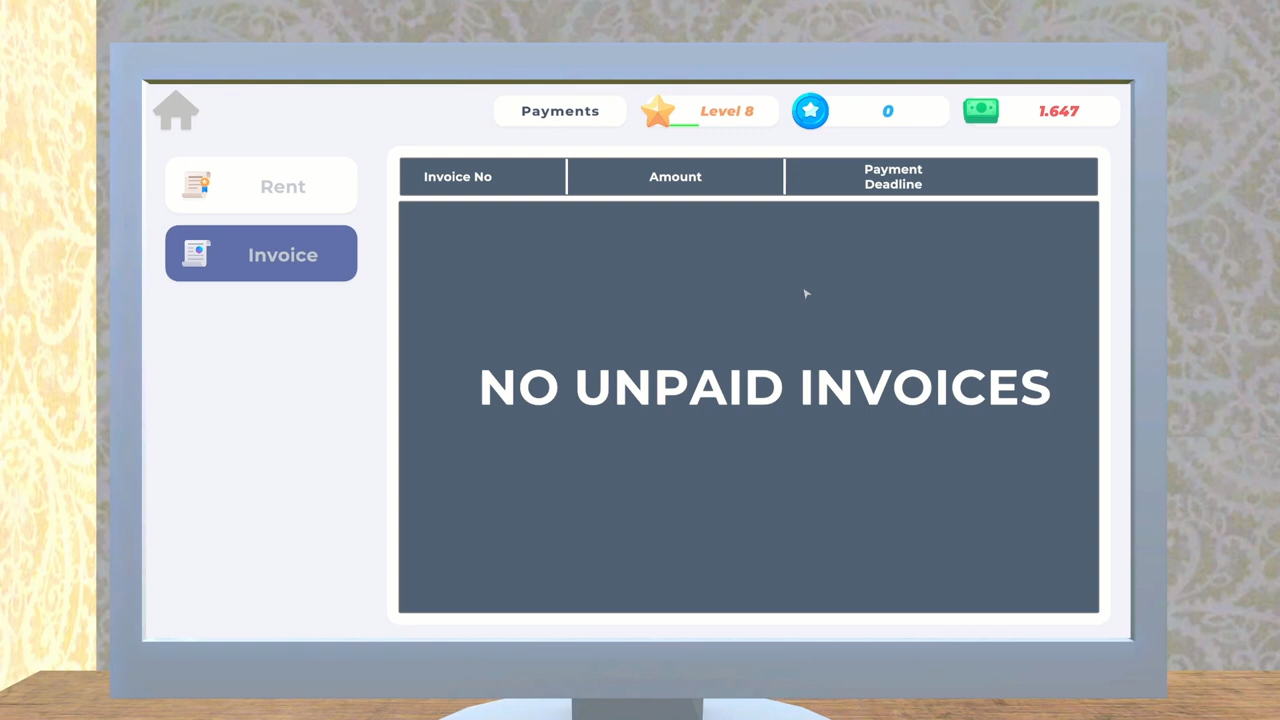 Payments
Level 8
0
1.647
Rent
Invoice
Invoice No
Amount
Payment
Deadline
NO UNPAID INVOICES